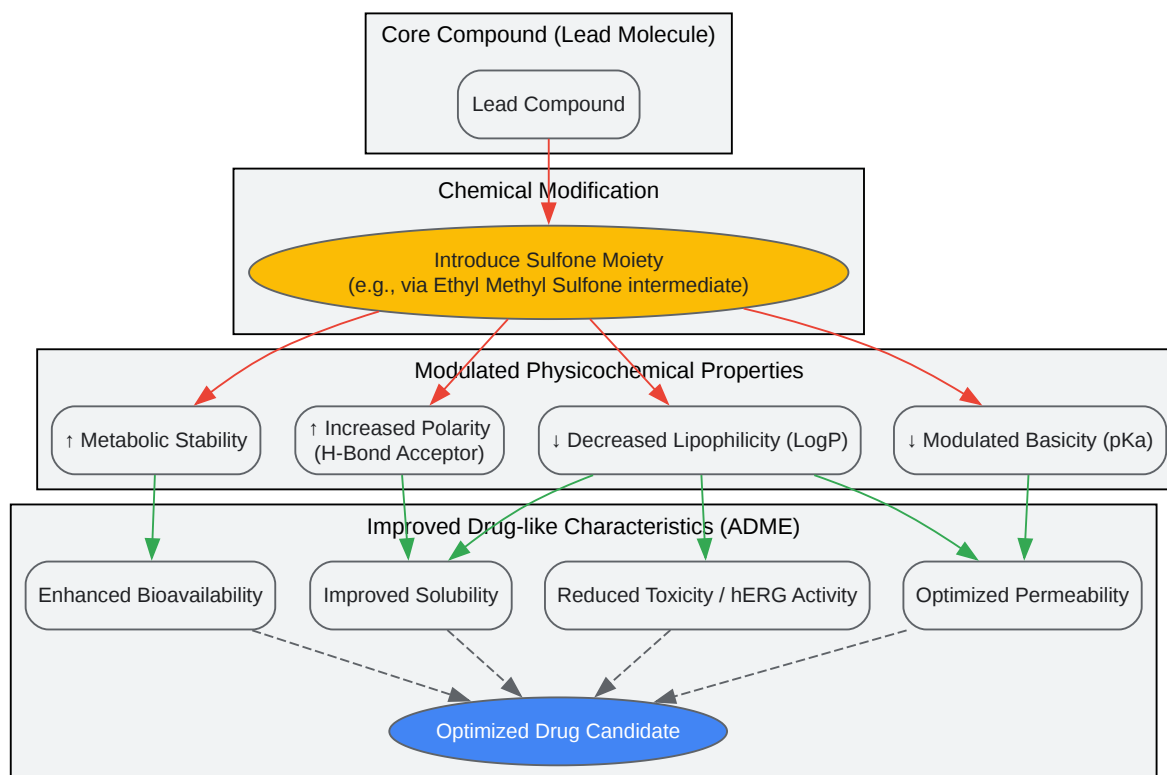 Core Compound (Lead Molecule)
Lead Compound
Chemical Modification
Introduce Sulfone Moiety
(e.g., via Ethyl Methyl Sulfone intermediate)
Modulated Physicochemical Properties
↑ Metabolic Stability
↑ Increased Polarity
(H-Bond Acceptor)
↓ Decreased Lipophilicity (LogP)
↓ Modulated Basicity (pKa)
Improved Drug-like Characteristics (ADME)
Enhanced Bioavailability
Improved Solubility
Reduced Toxicity / hERG Activity
Optimized Permeability
Optimized Drug Candidate